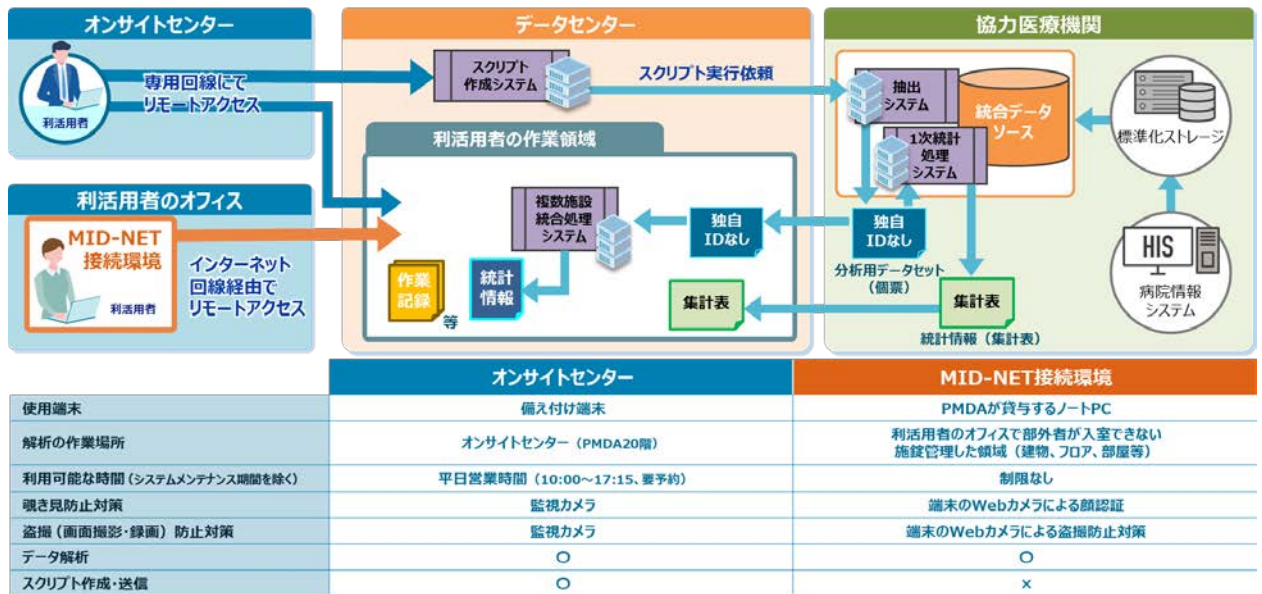 オンサイトセンター
利活用者
専用回線にて
リモートアクセス
利活用者のオフィス
MID-NET
接続環境
利活用者
インターネット
回線経由で
リモートアクセス
データセンター
スクリプト
作成システム
スクリプト実行依頼
利活用者の作業領域
複数施設
統合処理
システム
独自
IDなし
作業
記録
等
統計
情報
集計表
協力医療機関
抽出
システム
統合データ
ソース
1次統計
処理
システム
標準化ストレージ
独自
IDなし
分析用データセット
(個票)
集計表
統計情報(集計表)
HIS
病院情報
システム
オンサイトセンター MID-NET接続環境
使用端末 備え付け端末 PMDAが貸与するノートPC
解析の作業場所 オンサイトセンター(PMDA20階) 利活用者のオフィスで部外者が入室できない
施錠管理した領域(建物、フロア、部屋等)
利用可能な時間(システムメンテナンス期間を除く) 平日営業時間(10:00~17:15、要予約) 制限なし
覗き見防止対策 監視カメラ 端末のWebカメラによる顔認証
盗撮(画面撮影・録画)防止対策 監視カメラ 端末のWebカメラによる盗撮防止対策
データ解析 ○ ○
スクリプト作成・送信 ○ ×